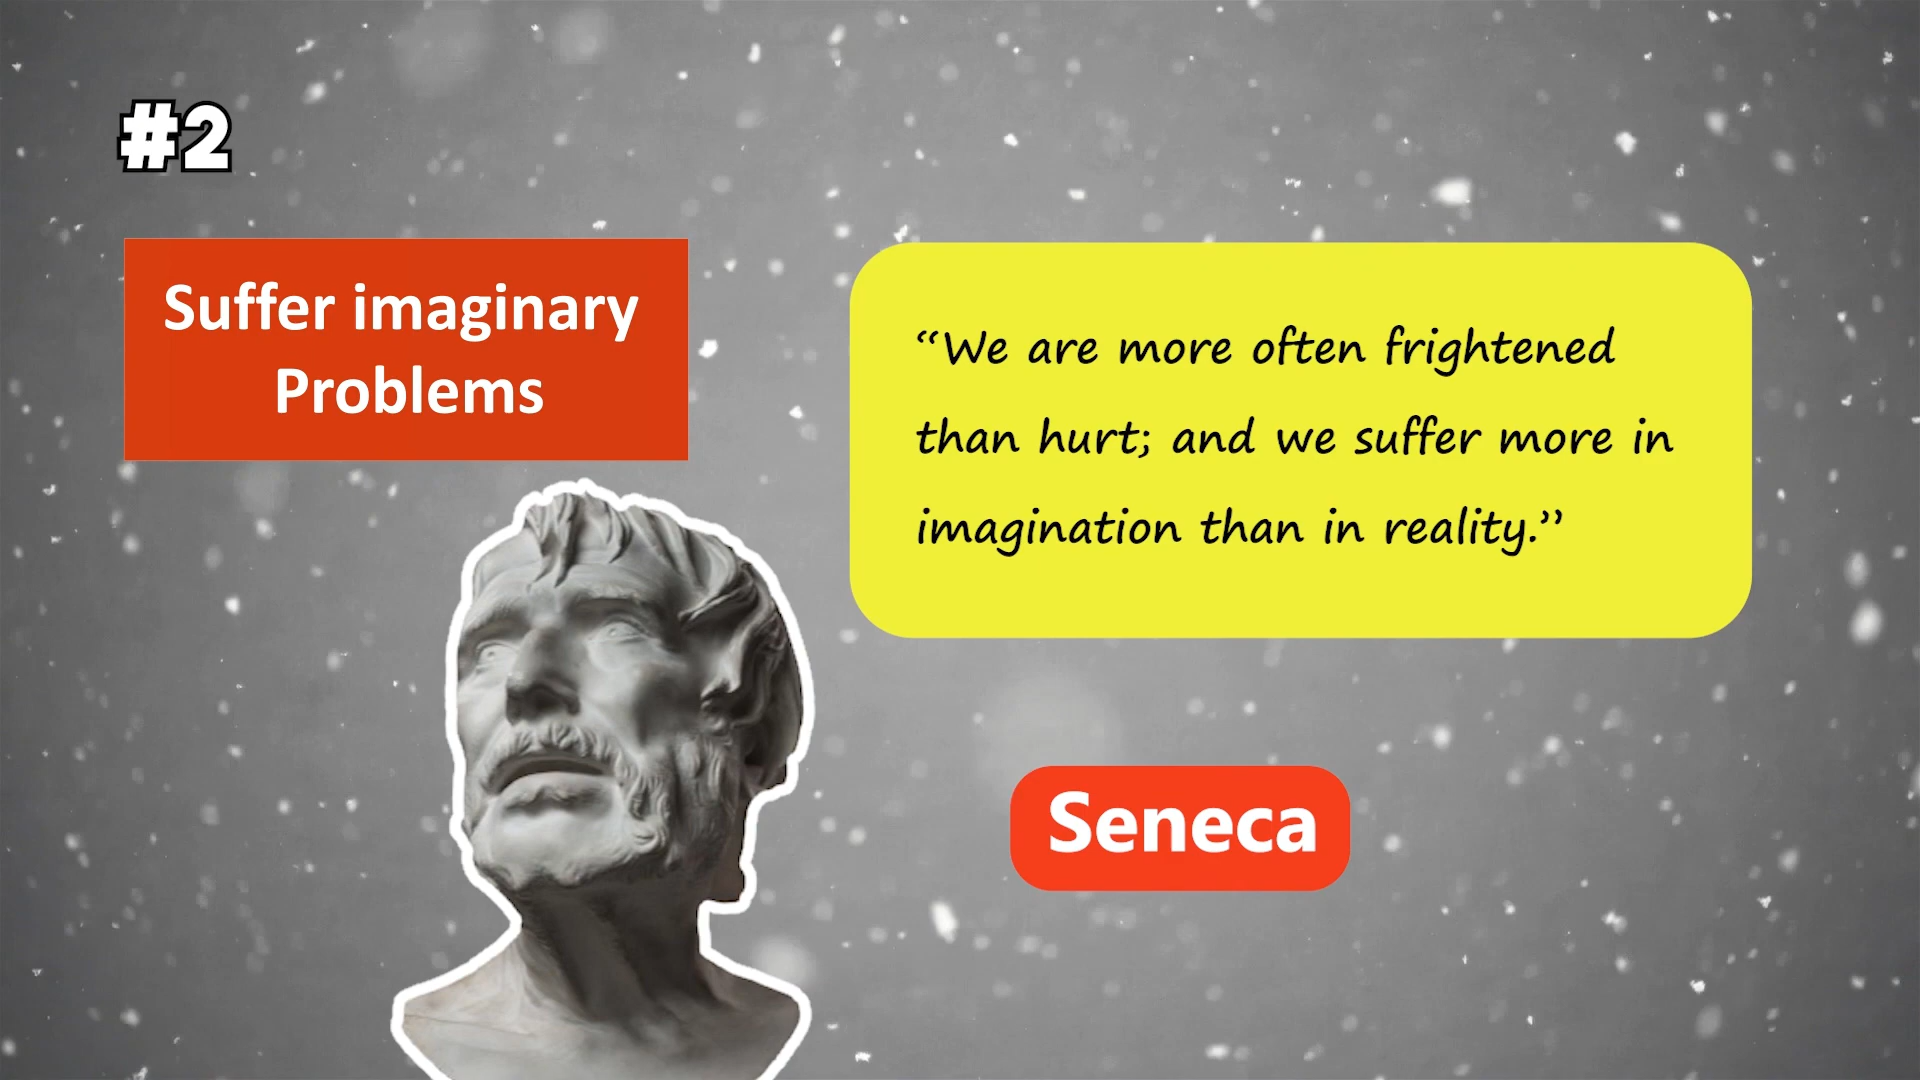 #2
Suffer imaginary
Problems
“We are more often frightened
than hurt; and we suffer more in
imagination than in reality.”
Seneca